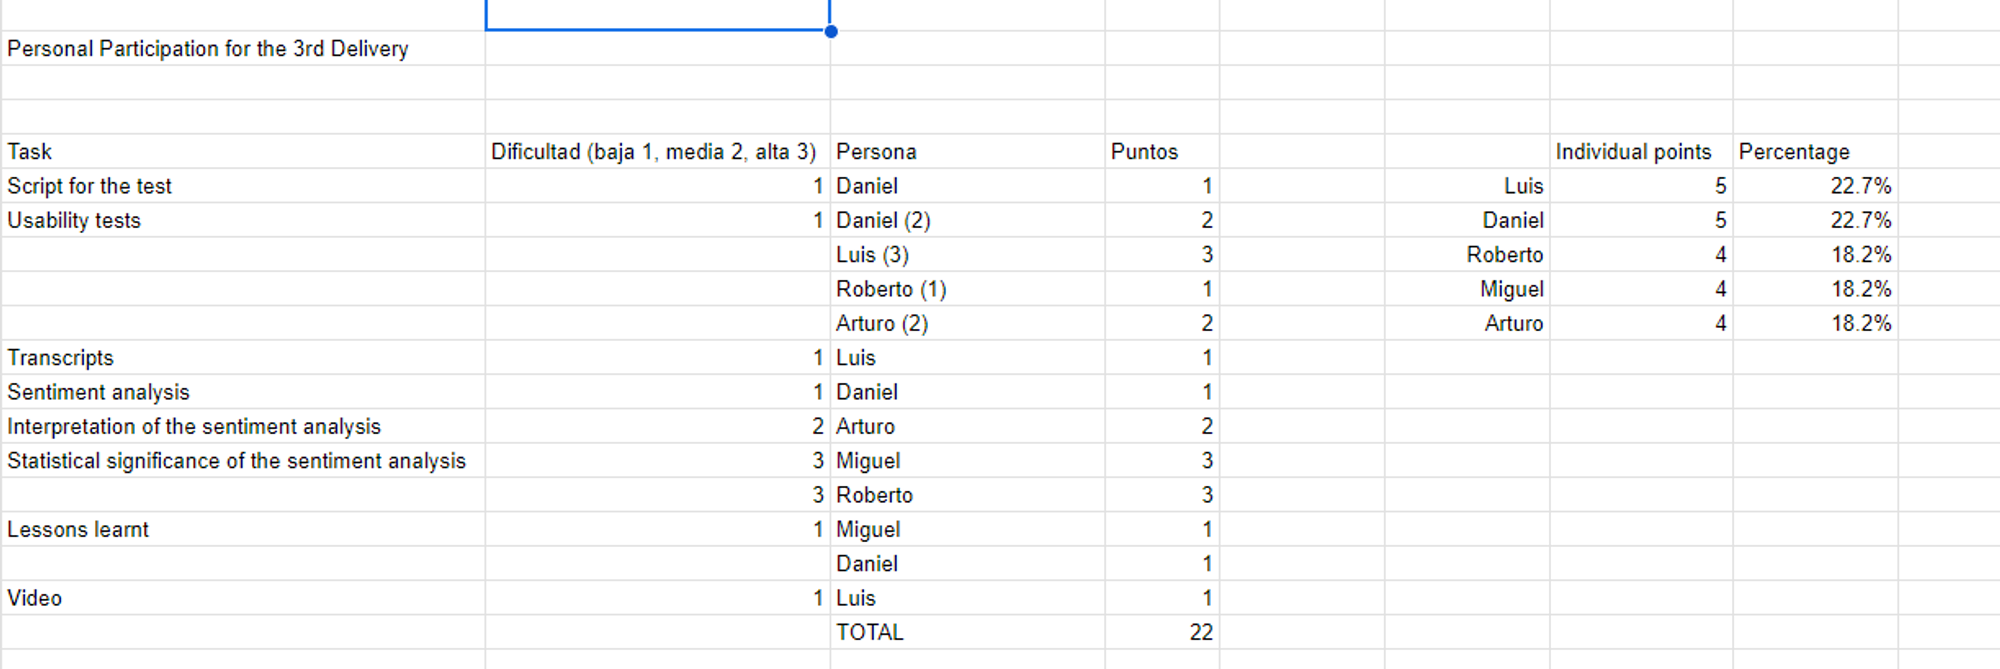 Personal Participation for the 3rd Delivery
Task Dificultad (baja 1, media 2, alta 3) Persona Puntos Individual points Percentage
Script for the test 1 Daniel 1 Luis 5 22.7%
Usability tests 1 Daniel (2) 2 Daniel 5 22.7%
Luis (3) 3 Roberto 4 18.2%
Roberto (1) 1 Miguel 4 18.2%
Arturo (2) 2 Arturo 4 18.2%
Transcripts 1 Luis 1
Sentiment analysis 1 Daniel 1
Interpretation of the sentiment analysis 2 Arturo 2
Statistical significance of the sentiment analysis 3 Miguel 3
3 Roberto 3
Lessons learnt 1 Miguel 1
Daniel 1
Video 1 Luis 1
TOTAL 22